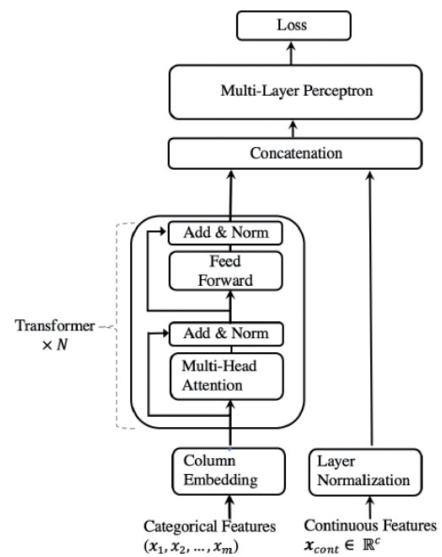 Loss
Multi-Layer Perceptron
Concatenation
Add & Norm
Feed
Forward
Transformer
× N
Add & Norm
Multi-Head
Attention
Column
Embedding
Layer
Normalization
Categorical Features
(x₁, x₂, ..., xₘ)
Continuous Features
x_cont ∈ ℝᶜ